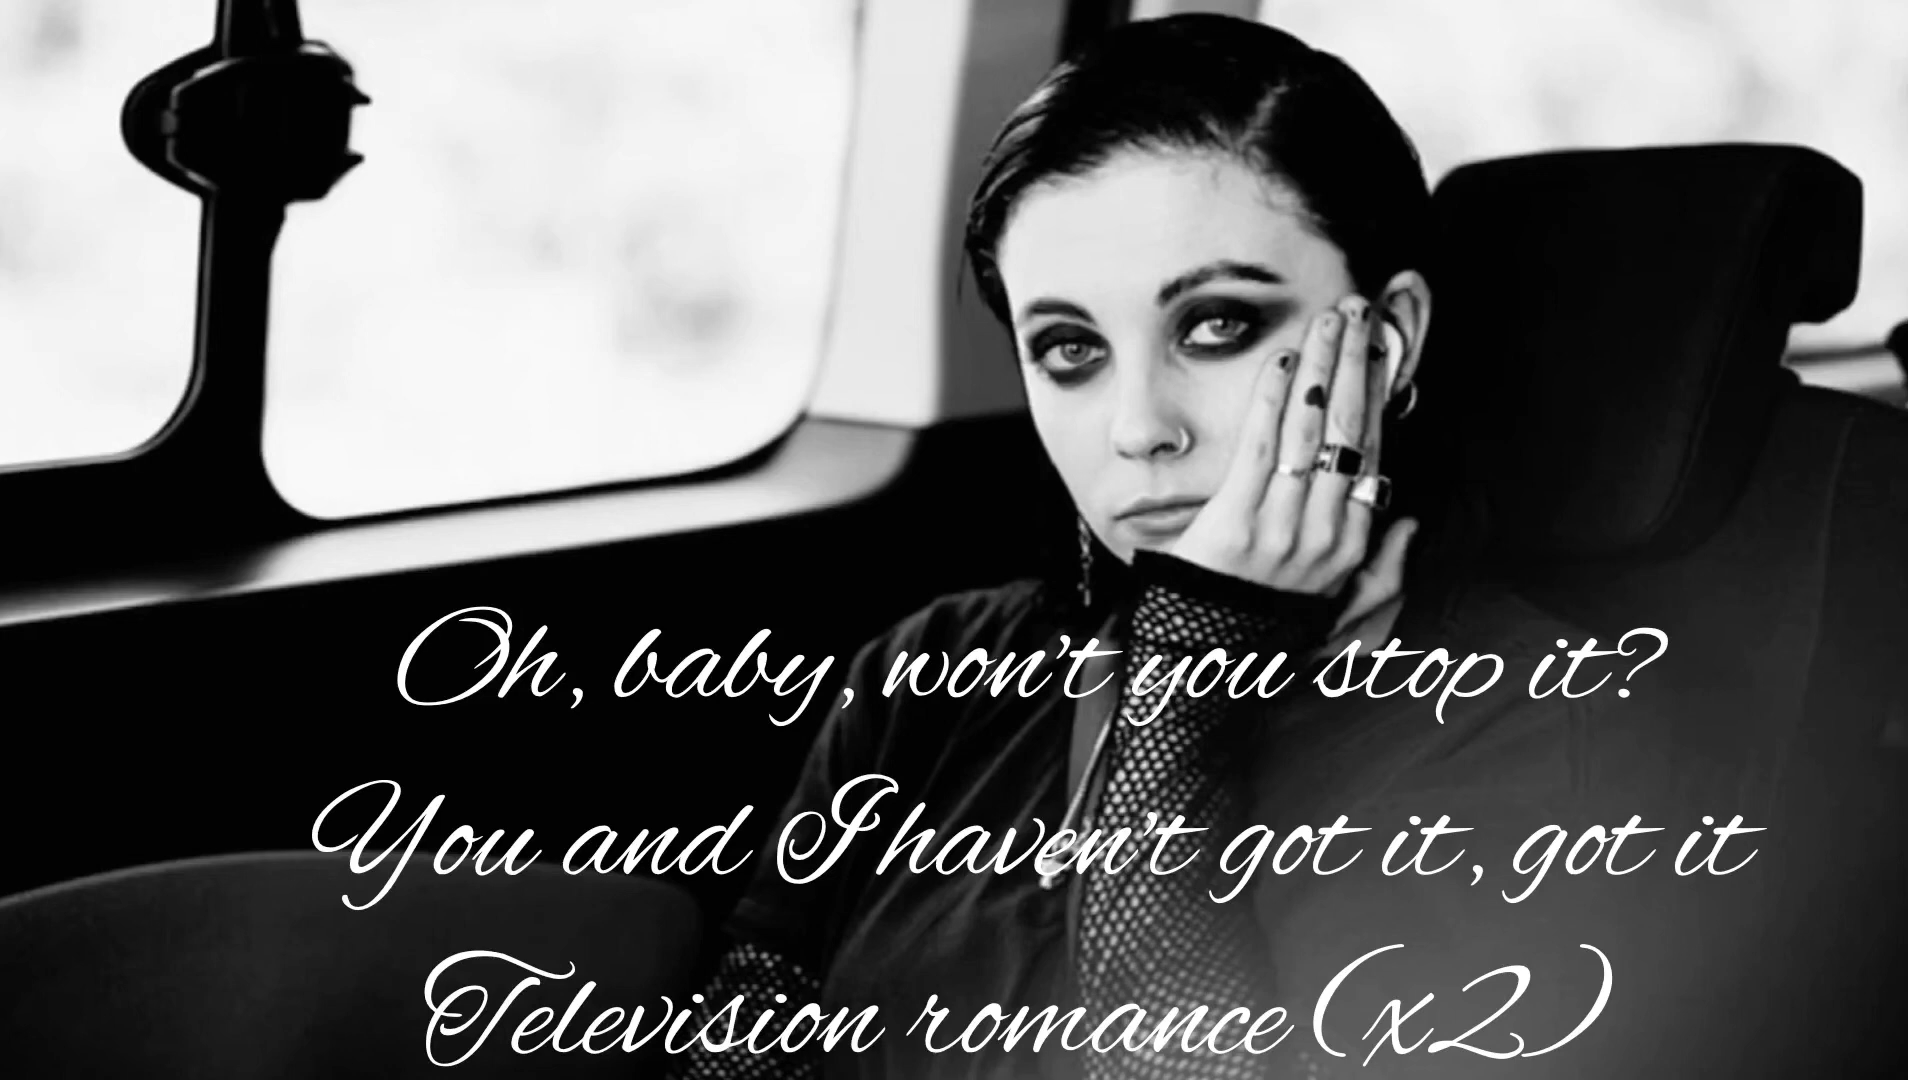 Oh, baby, won't you stop it?
You and I haven't got it, got it
Television romance (x2)